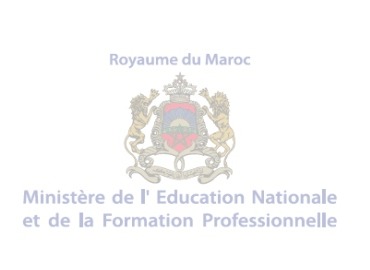 Royaume du Maroc
Ministère de l' Education Nationale
et de la Formation Professionnelle